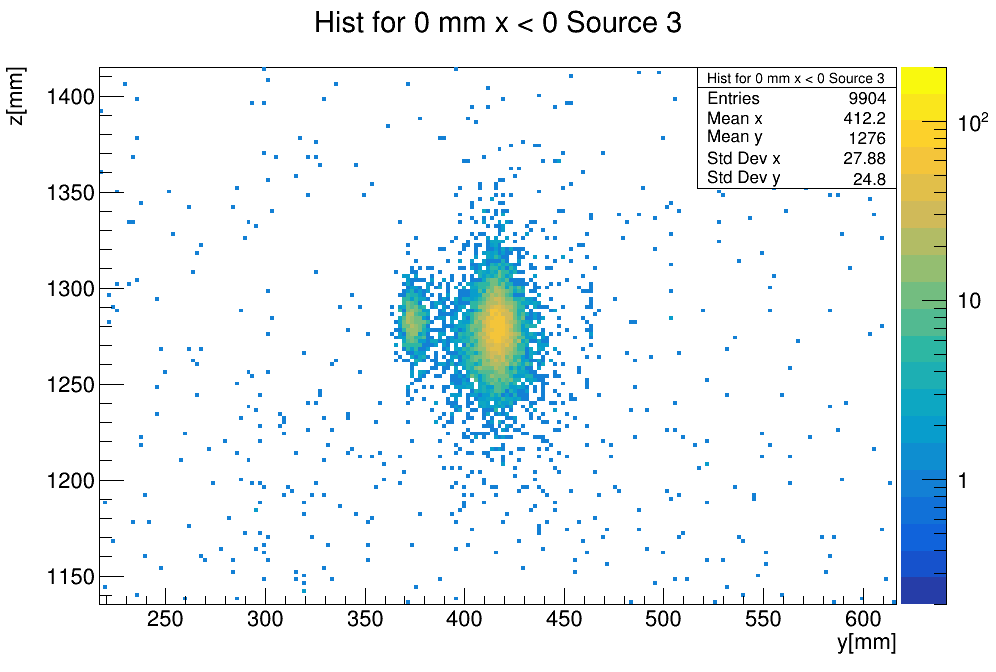 Hist for 0 mm x < 0 Source 3
z[mm]
Hist for 0 mm x < 0 Source 3
Entries 9904
Mean x 412.2
Mean y 1276
Std Dev x 27.88
Std Dev y 24.8
1400
1350
1300
1250
1200
1150
250 300 350 400 450 500 550 600
y[mm]
10²
10
1